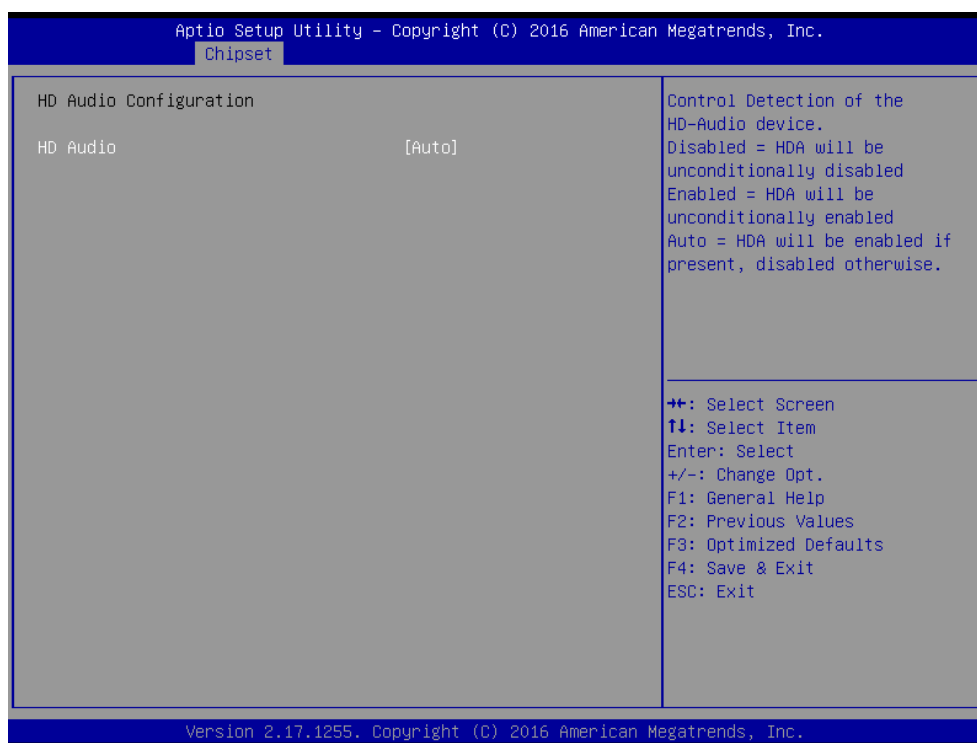 Aptio Setup Utility – Copyright (C) 2016 American Megatrends, Inc.
Chipset
HD Audio Configuration
HD Audio [Auto]
Control Detection of the
HD-Audio device.
Disabled = HDA will be
unconditionally disabled
Enabled = HDA will be
unconditionally enabled
Auto = HDA will be enabled if
present, disabled otherwise.
→←: Select Screen
↑↓: Select Item
Enter: Select
+/-: Change Opt.
F1: General Help
F2: Previous Values
F3: Optimized Defaults
F4: Save & Exit
ESC: Exit
Version 2.17.1255. Copyright (C) 2016 American Megatrends, Inc.